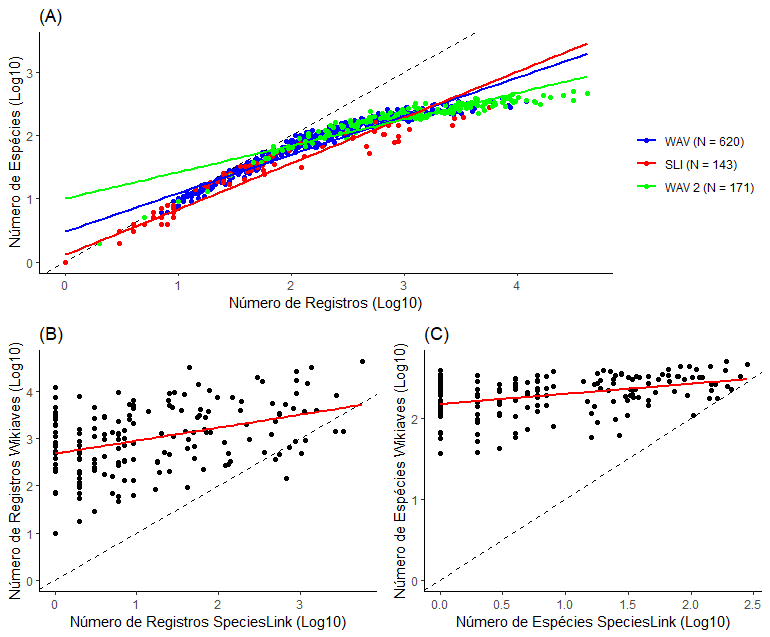 (A)
Número de Espécies (Log10)
3
2
1
0
0
1
2
3
4
Número de Registros (Log10)
WAV (N = 620)
SLI (N = 143)
WAV 2 (N = 171)
(B)
Número de Registros Wikiaves (Log10)
4
3
2
1
0
0
1
2
3
Número de Registros SpeciesLink (Log10)
(C)
Número de Espécies Wikiaves (Log10)
2
1
0
0.0
0.5
1.0
1.5
2.0
2.5
Número de Espécies SpeciesLink (Log10)